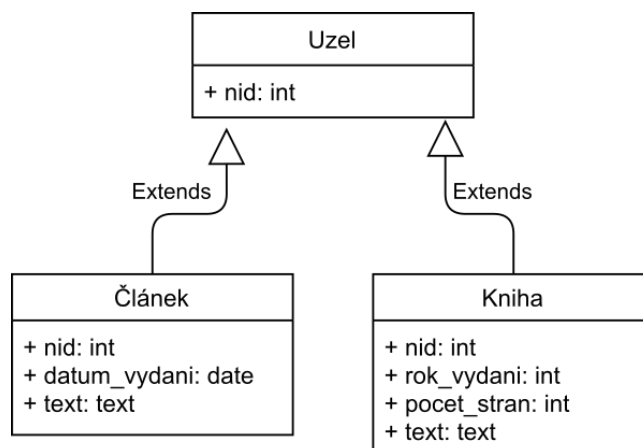 Uzel
+ nid: int
Extends
Extends
Článek
+ nid: int
+ datum_vydani: date
+ text: text
Kniha
+ nid: int
+ rok_vydani: int
+ pocet_stran: int
+ text: text